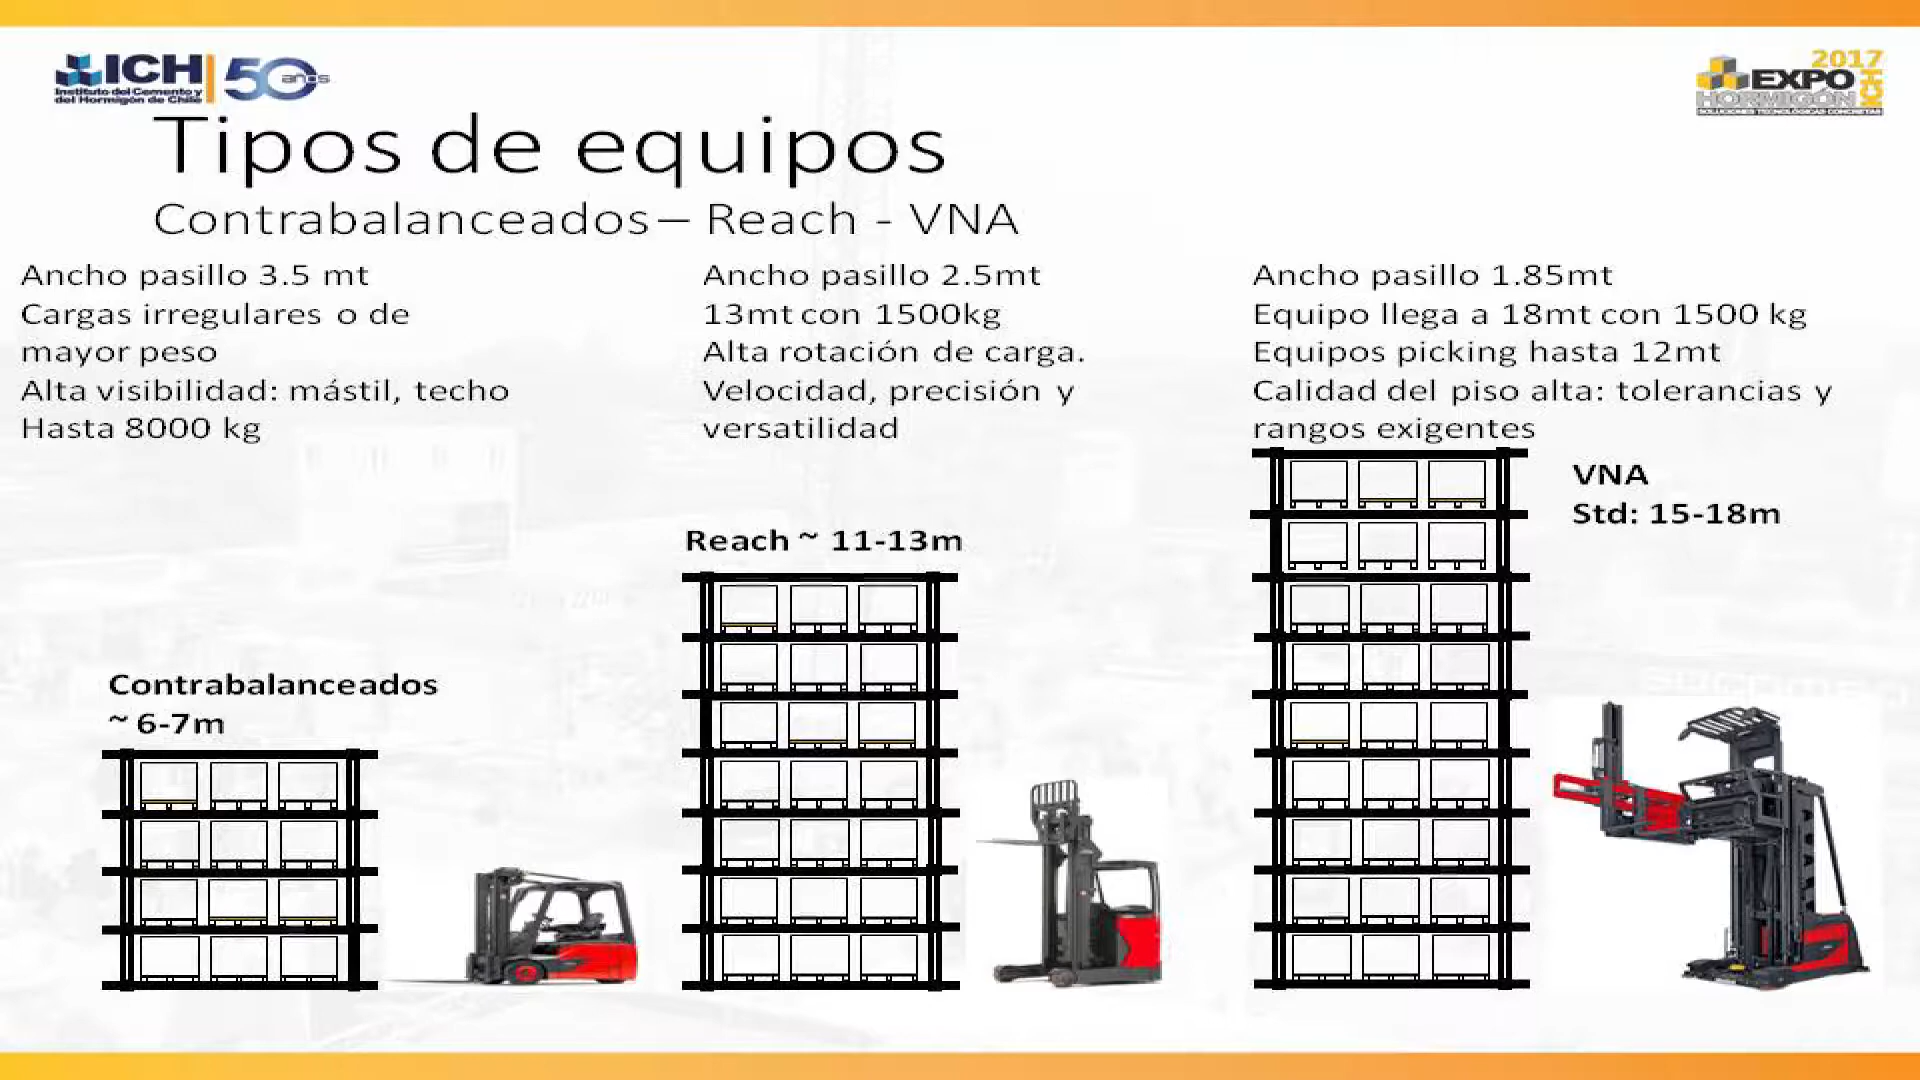 ICH
50
años
Instituto del Cemento y
del Hormigón de Chile
2017
EXPO
HORMIGÓN
ICH
SOLUCIONES TECNOLÓGICAS CONCRETAS
Tipos de equipos
Contrabalanceados – Reach - VNA
Ancho pasillo 3.5 mt
Cargas irregulares o de
mayor peso
Alta visibilidad: mástil, techo
Hasta 8000 kg
Ancho pasillo 2.5mt
13mt con 1500kg
Alta rotación de carga.
Velocidad, precisión y
versatilidad
Ancho pasillo 1.85mt
Equipo llega a 18mt con 1500 kg
Equipos picking hasta 12mt
Calidad del piso alta: tolerancias y
rangos exigentes
VNA
Std: 15-18m
Reach ~ 11-13m
Contrabalanceados
~ 6-7m